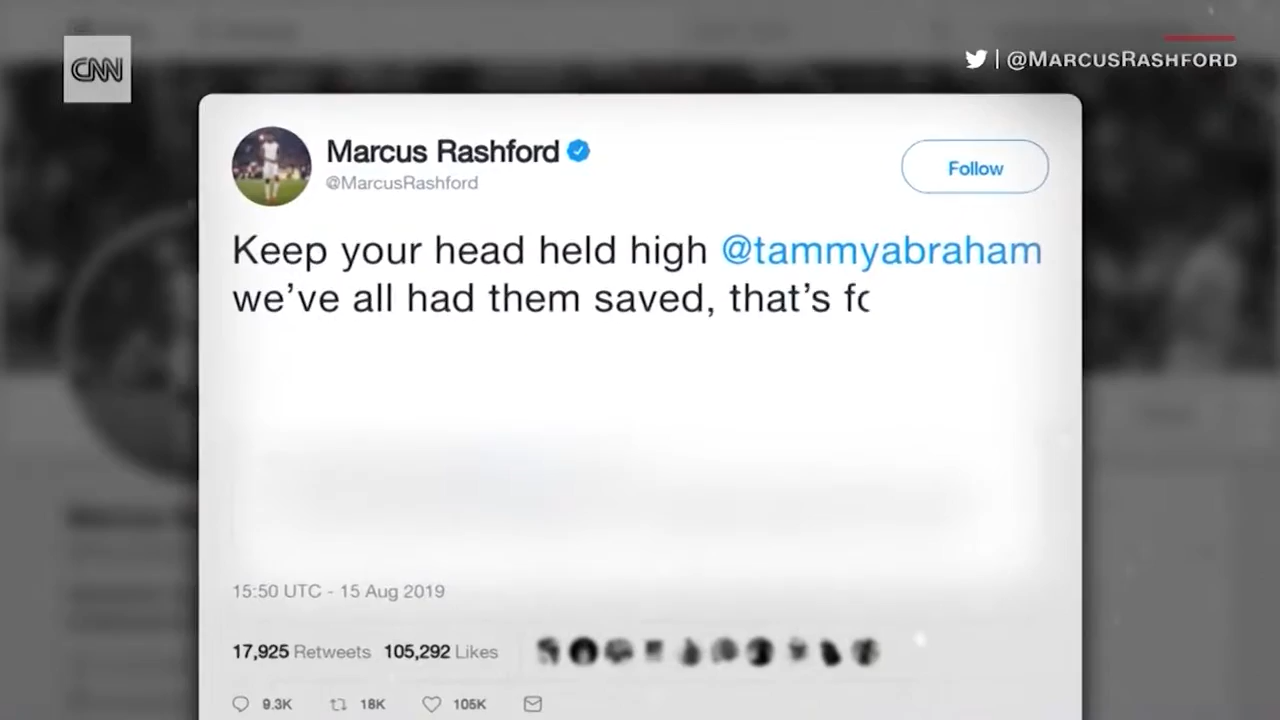 CNN
@MARCUSRASHFORD
Marcus Rashford
@MarcusRashford
Follow
Keep your head held high @tammyabraham
we’ve all had them saved, that’s fo
15:50 UTC - 15 Aug 2019
17,925 Retweets 105,292 Likes
9.3K 18K 105K